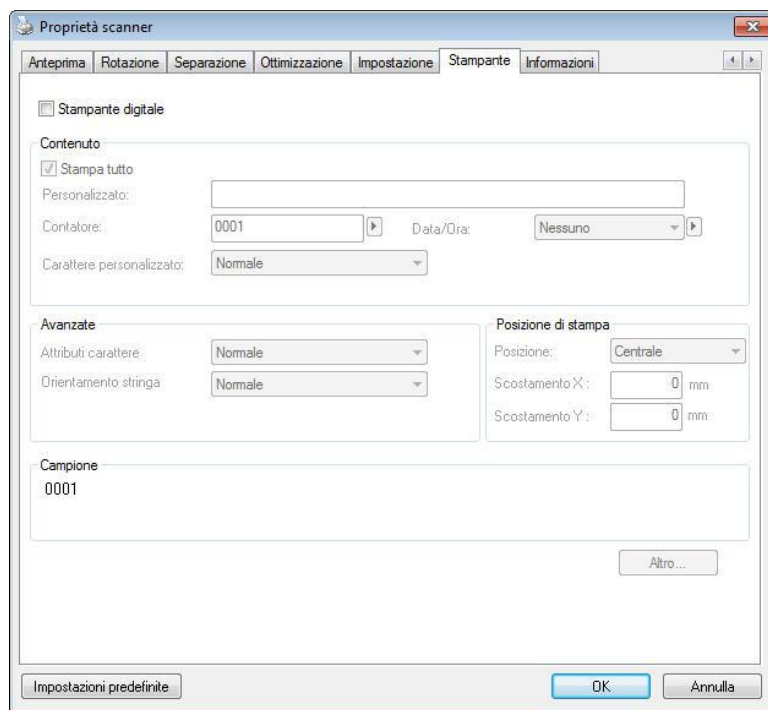 Proprietà scanner
Anteprima Rotazione Separazione Ottimizzazione Impostazione Stampante Informazioni
Stampante digitale
Contenuto
Stampa tutto
Personalizzato:
Contatore: 0001 Data/Ora: Nessuno
Carattere personalizzato: Normale
Avanzate Posizione di stampa
Attributi carattere Normale Posizione: Centrale
Orientamento stringa Normale Scostamento X : 0 mm
Scostamento Y : 0 mm
Campione
0001
Altro...
Impostazioni predefinite OK Annulla